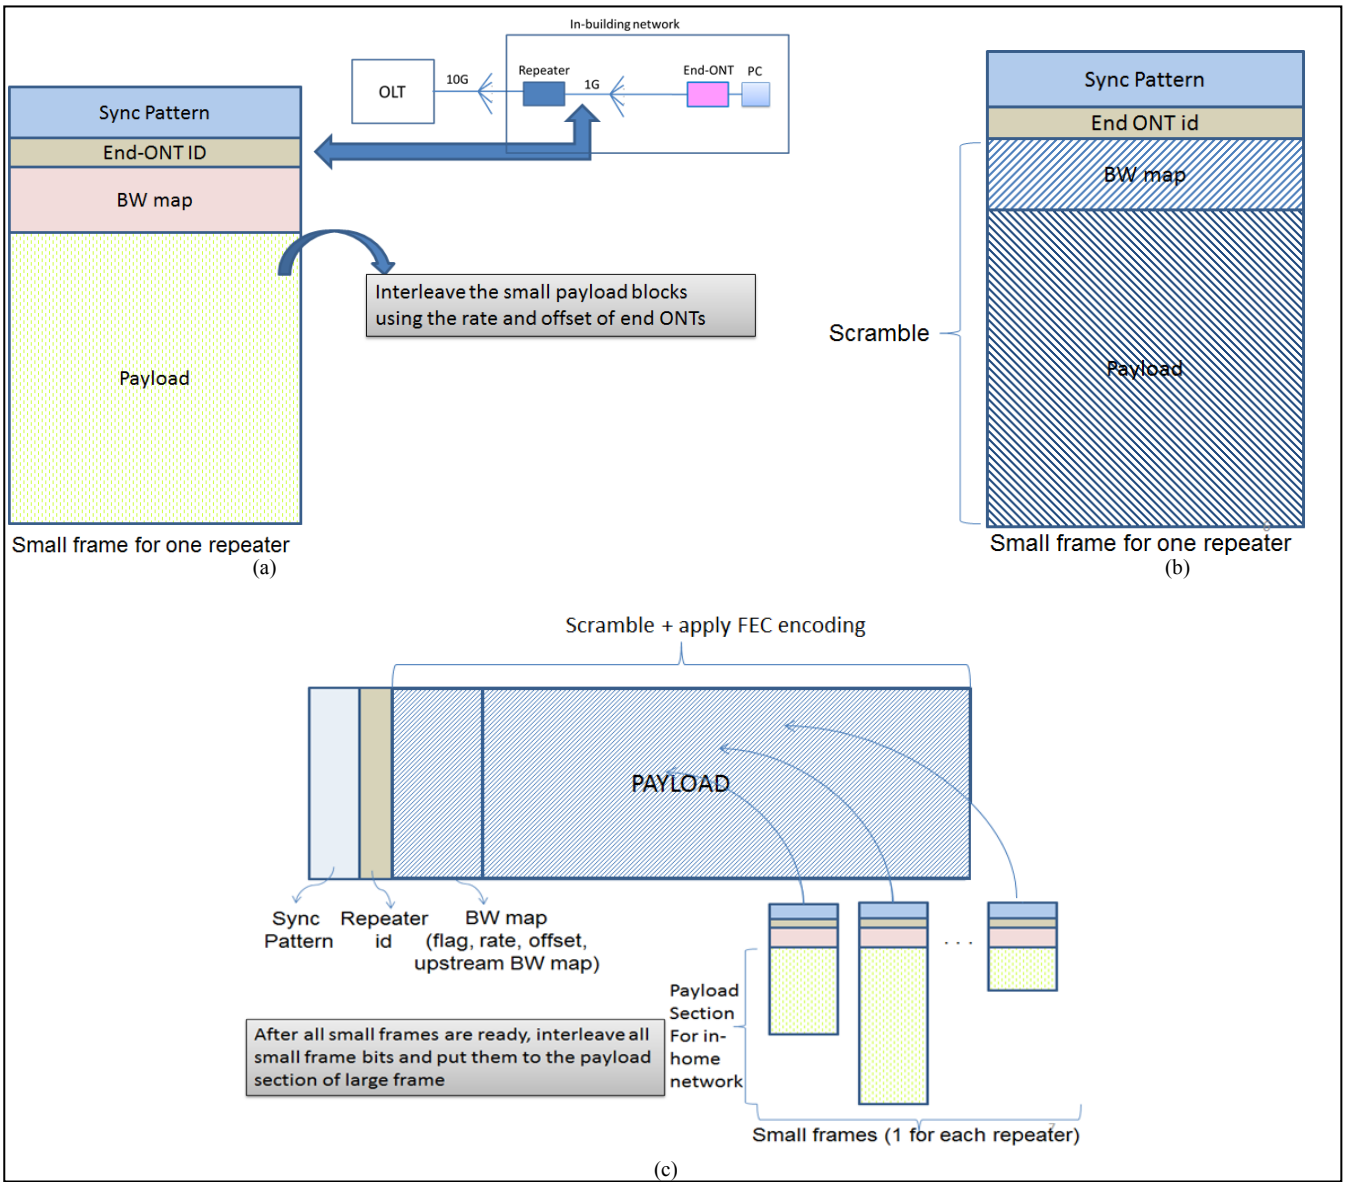 In-building network
OLT
10G
Repeater
1G
End-ONT
PC
Sync Pattern
End-ONT ID
BW map
Payload
Interleave the small payload blocks
using the rate and offset of end ONTs
Small frame for one repeater
(a)
Sync Pattern
End ONT id
BW map
Scramble
Payload
6
Small frame for one repeater
(b)
Scramble + apply FEC encoding
PAYLOAD
Sync
Pattern
Repeater
id
BW map
(flag, rate, offset,
upstream BW map)
. . .
Payload
Section
For in-
home
network
After all small frames are ready, interleave all
small frame bits and put them to the payload
section of large frame
7
Small frames (1 for each repeater)
(c)